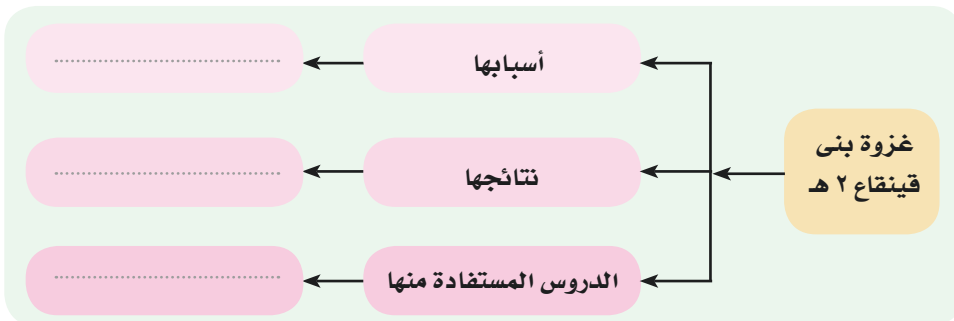 غزوة بنى
قينقاع ٢ هـ
أسبابها
نتائجها
الدروس المستفادة منها